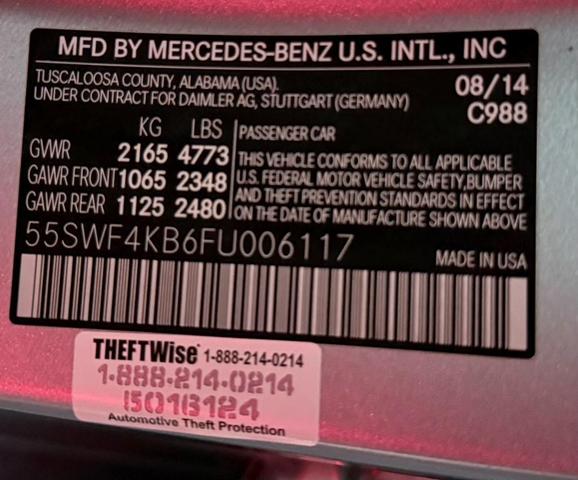 MFD BY MERCEDES-BENZ U.S. INTL., INC
TUSCALOOSA COUNTY, ALABAMA (USA).
UNDER CONTRACT FOR DAIMLER AG, STUTTGART (GERMANY)
08/14
C988
KG LBS
GVWR 2165 4773
GAWR FRONT 1065 2348
GAWR REAR 1125 2480
PASSENGER CAR
THIS VEHICLE CONFORMS TO ALL APPLICABLE
U.S. FEDERAL MOTOR VEHICLE SAFETY,BUMPER
AND THEFT PREVENTION STANDARDS IN EFFECT
ON THE DATE OF MANUFACTURE SHOWN ABOVE
55SWF4KB6FU006117
MADE IN USA
THEFTWise 1-888-214-0214
1-888-214-0214
15016124
Automotive Theft Protection